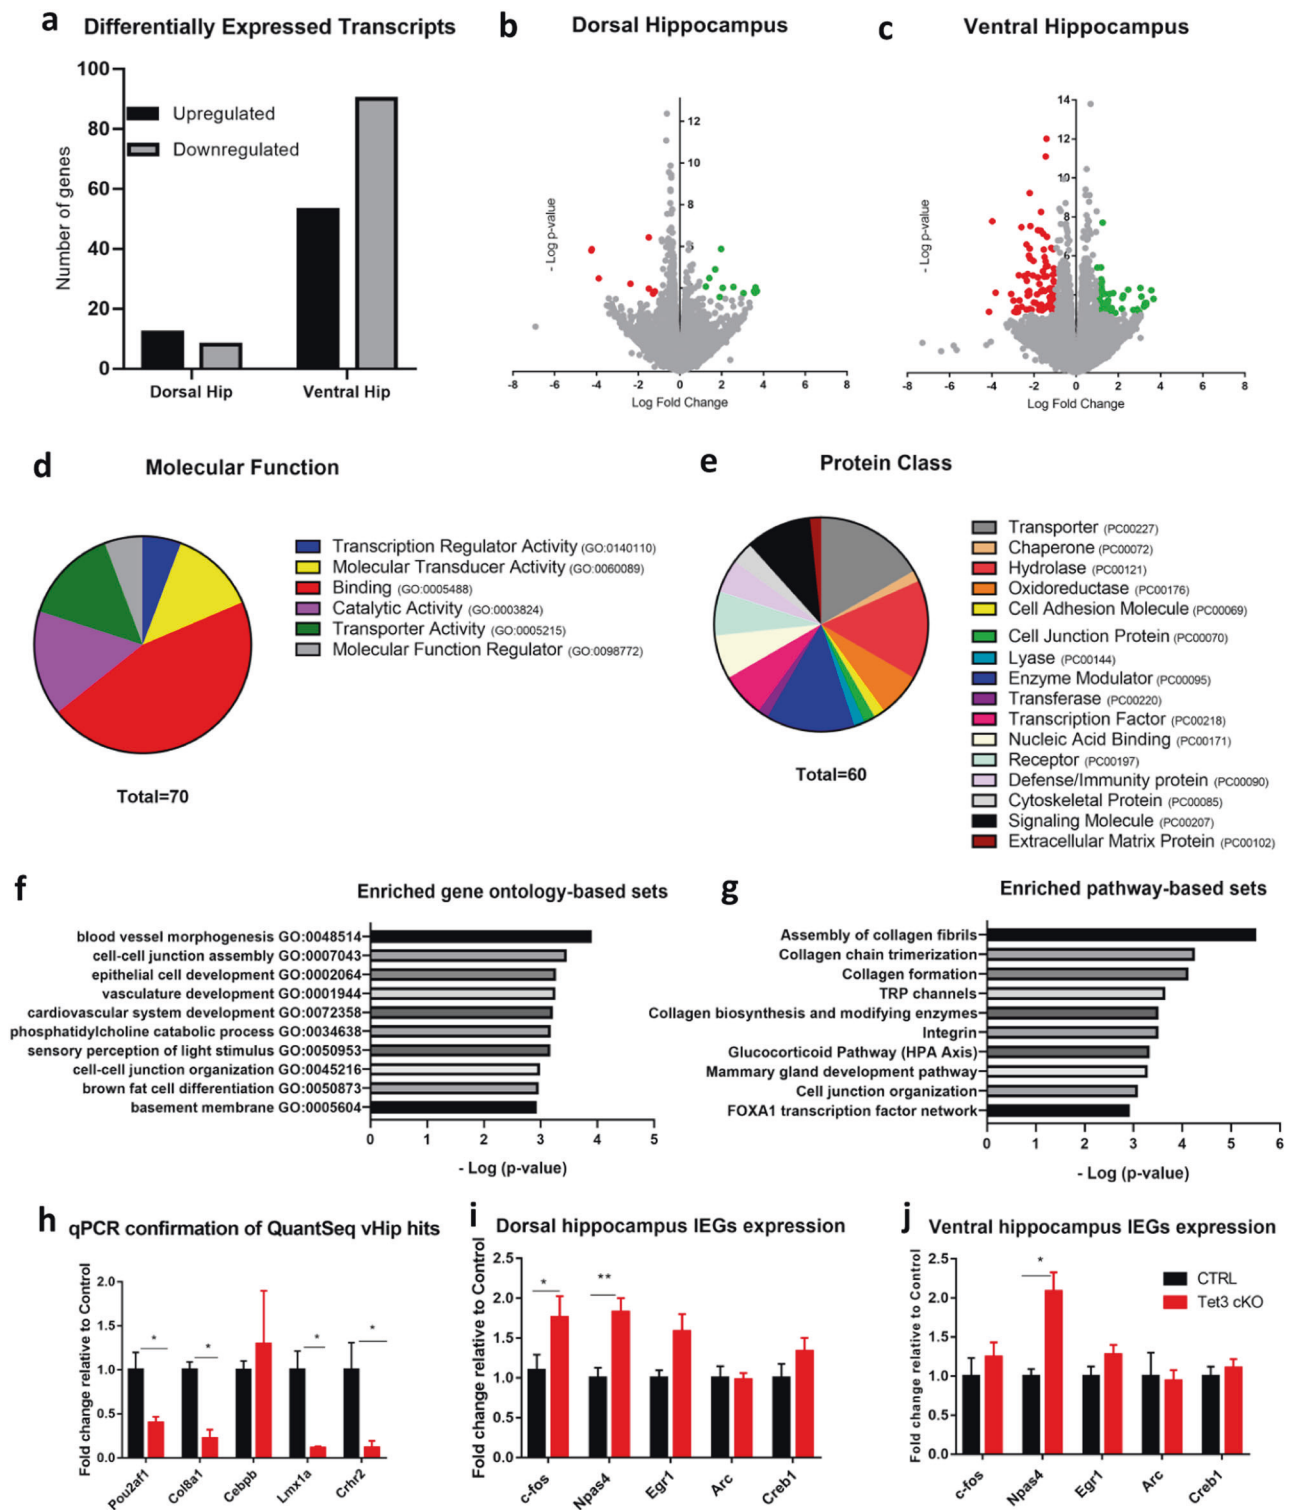 a Differentially Expressed Transcripts
100
80
60
40
20
0
Number of genes
Upregulated
Downregulated
Dorsal Hip Ventral Hip
b Dorsal Hippocampus
12
10
8
6
- Log p-value
-8 -6 -4 -2 0 2 4 6 8
Log Fold Change
c Ventral Hippocampus
14
12
10
8
6
- Log p-value
-8 -6 -4 -2 0 2 4 6 8
Log Fold Change
d Molecular Function
Transcription Regulator Activity (GO:0140110)
Molecular Transducer Activity (GO:0060089)
Binding (GO:0005488)
Catalytic Activity (GO:0003824)
Transporter Activity (GO:0005215)
Molecular Function Regulator (GO:0098772)
Total=70
e Protein Class
Transporter (PC00227)
Chaperone (PC00072)
Hydrolase (PC00121)
Oxidoreductase (PC00176)
Cell Adhesion Molecule (PC00069)
Cell Junction Protein (PC00070)
Lyase (PC00144)
Enzyme Modulator (PC00095)
Transferase (PC00220)
Transcription Factor (PC00218)
Nucleic Acid Binding (PC00171)
Receptor (PC00197)
Defense/Immunity protein (PC00090)
Cytoskeletal Protein (PC00085)
Signaling Molecule (PC00207)
Extracellular Matrix Protein (PC00102)
Total=60
f Enriched gene ontology-based sets
blood vessel morphogenesis GO:0048514
cell-cell junction assembly GO:0007043
epithelial cell development GO:0002064
vasculature development GO:0001944
cardiovascular system development GO:0072358
phosphatidylcholine catabolic process GO:0034638
sensory perception of light stimulus GO:0050953
cell-cell junction organization GO:0045216
brown fat cell differentiation GO:0050873
basement membrane GO:0005604
0 1 2 3 4 5
- Log (p-value)
g Enriched pathway-based sets
Assembly of collagen fibrils
Collagen chain trimerization
Collagen formation
TRP channels
Collagen biosynthesis and modifying enzymes
Integrin
Glucocorticoid Pathway (HPA Axis)
Mammary gland development pathway
Cell junction organization
FOXA1 transcription factor network
0 1 2 3 4 5 6
- Log (p-value)
h qPCR confirmation of QuantSeq vHip hits
Fold change relative to Control
2.0
1.5
1.0
0.5
0.0
* * * *
Pou2af1 Col8a1 Cebpb Lmx1a Crhr2
i Dorsal hippocampus IEGs expression
Fold change relative to Control
2.5
2.0
1.5
1.0
0.5
0.0
* **
c-fos Npas4 Egr1 Arc Creb1
j Ventral hippocampus IEGs expression
Fold change relative to Control
2.5
2.0
1.5
1.0
0.5
0.0
*
CTRL
Tet3 cKO
c-fos Npas4 Egr1 Arc Creb1